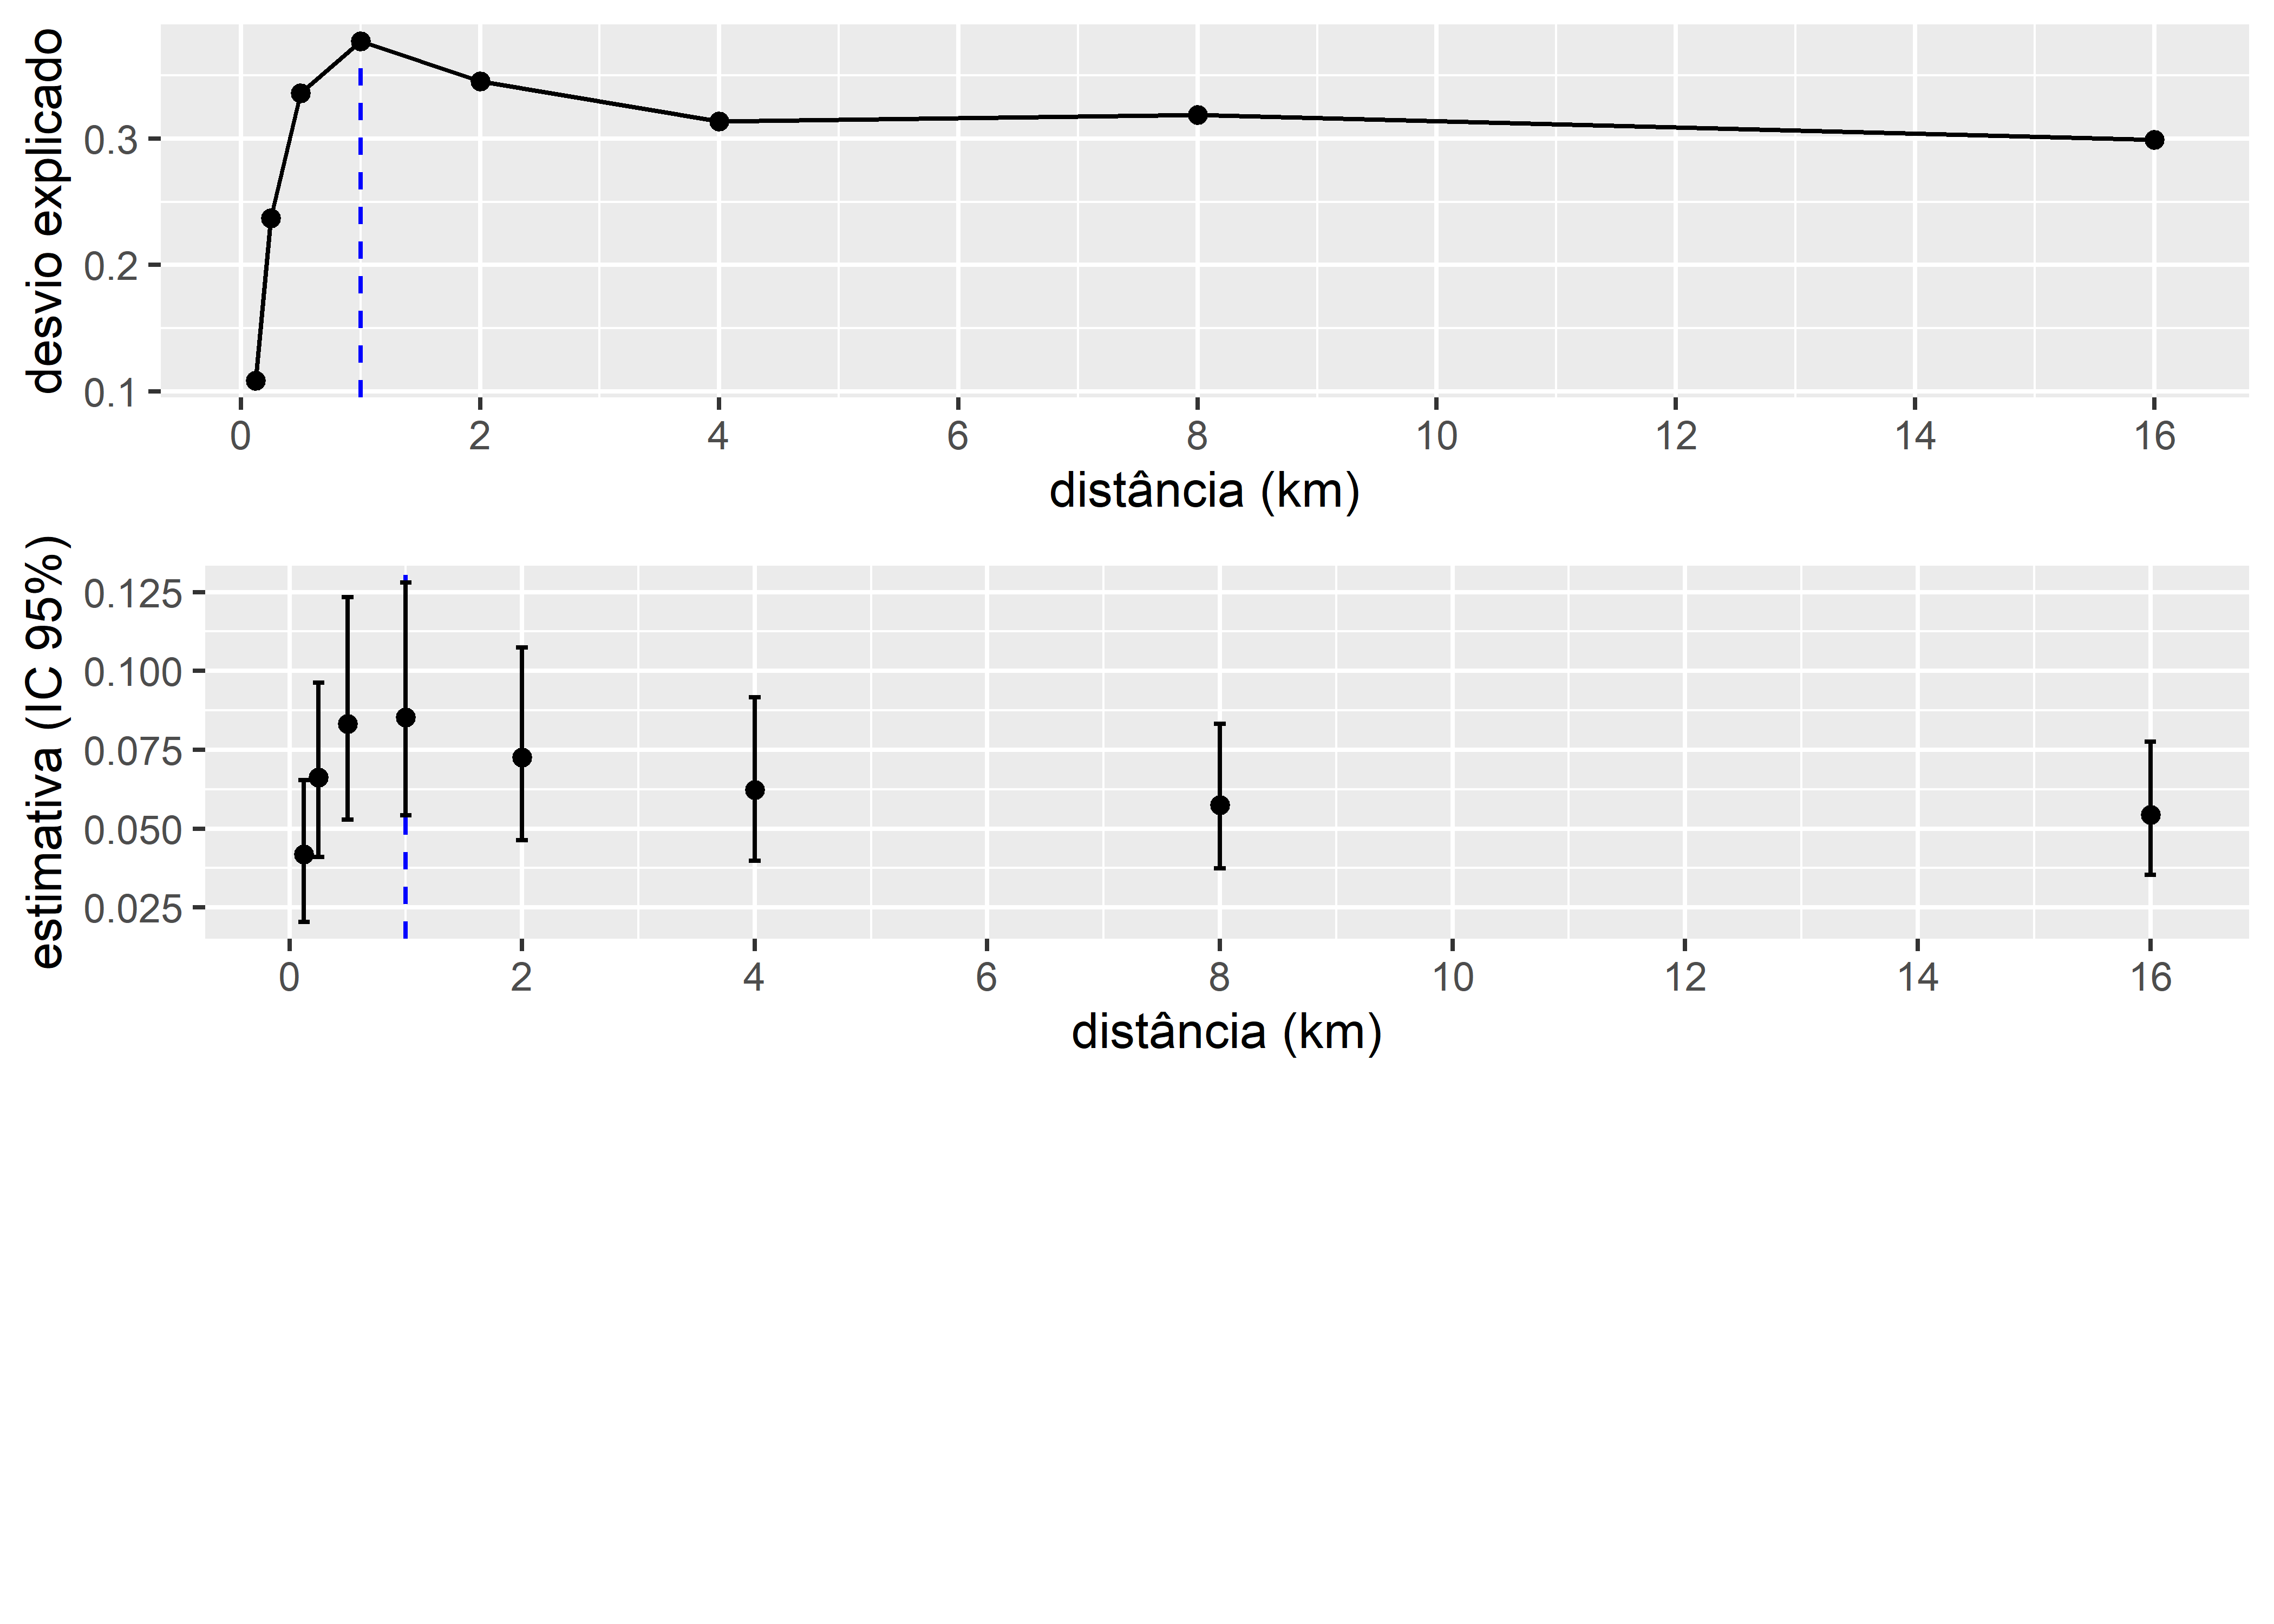 desvio explicado
0.3
0.2
0.1
0 2 4 6 8 10 12 14 16
distância (km)
estimativa (IC 95%)
0.125
0.100
0.075
0.050
0.025
0 2 4 6 8 10 12 14 16
distância (km)